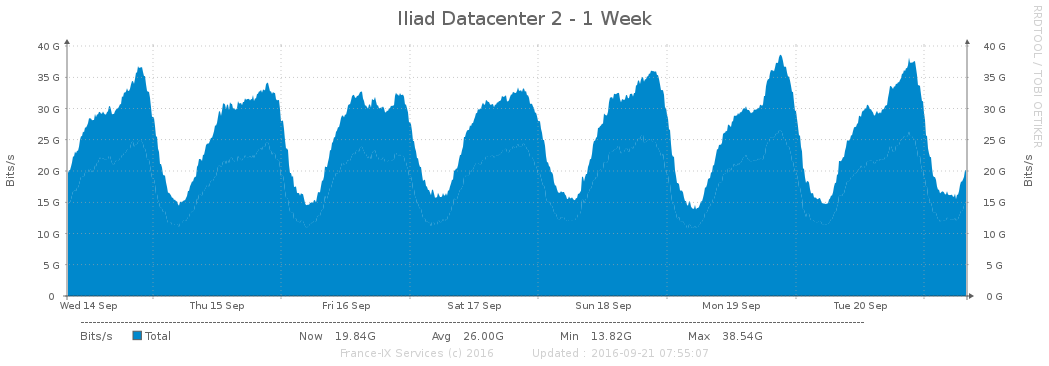 Iliad Datacenter 2 - 1 Week
RRDTOOL / TOBI OETIKER
Bits/s
40 G 40 G
35 G 35 G
30 G 30 G
25 G 25 G
20 G 20 G
15 G 15 G
10 G 10 G
5 G 5 G
0 0 G
Bits/s
Wed 14 Sep Thu 15 Sep Fri 16 Sep Sat 17 Sep Sun 18 Sep Mon 19 Sep Tue 20 Sep
Bits/s Total Now 19.84G Avg 26.00G Min 13.82G Max 38.54G
France-IX Services (c) 2016 Updated : 2016-09-21 07:55:07